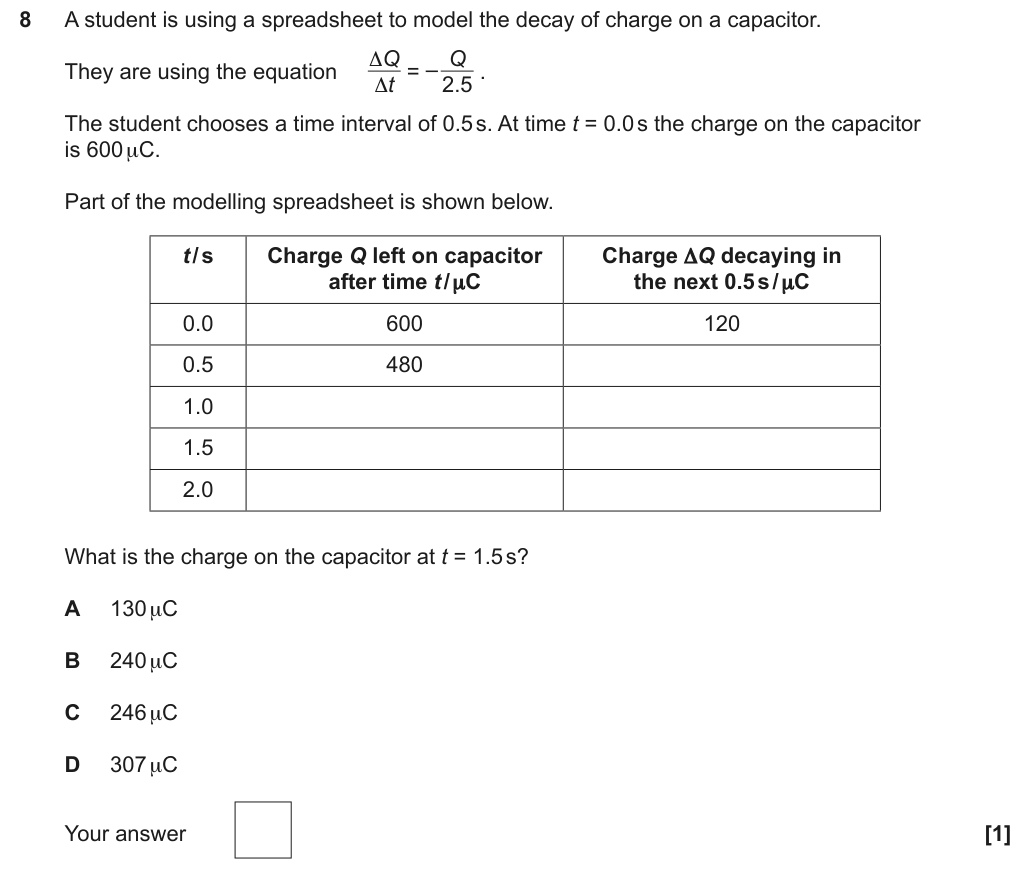 8 A student is using a spreadsheet to model the decay of charge on a capacitor.
They are using the equation ΔQ/Δt = −Q/2.5 .
The student chooses a time interval of 0.5 s. At time t = 0.0 s the charge on the capacitor
is 600 µC.
Part of the modelling spreadsheet is shown below.
t/s Charge Q left on capacitor after time t/µC Charge ΔQ decaying in the next 0.5 s/µC
0.0 600 120
0.5 480
1.0
1.5
2.0
What is the charge on the capacitor at t = 1.5 s?
A 130 µC
B 240 µC
C 246 µC
D 307 µC
Your answer [1]